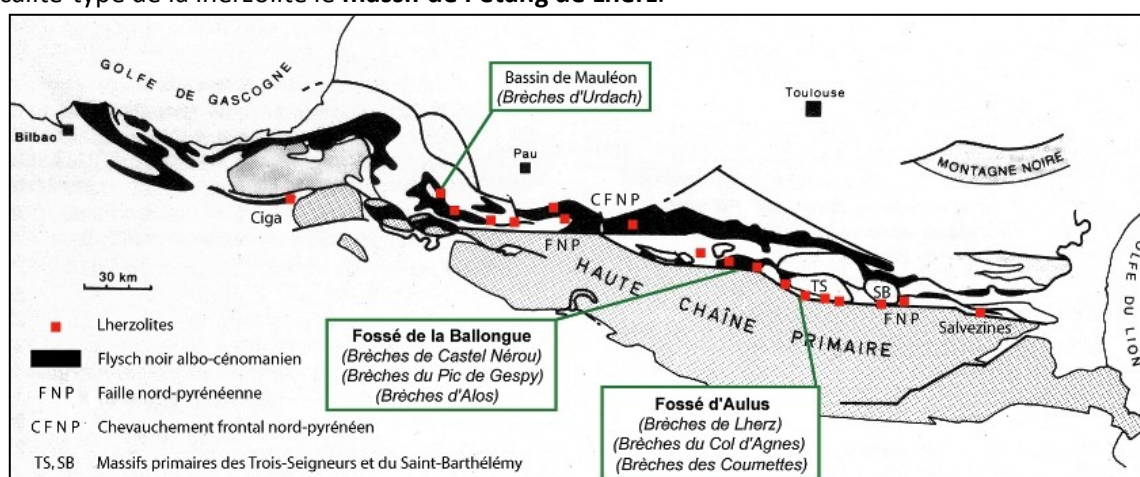 calité-type de la lherzolite le massif de l'étang de Lherz.
GOLFE DE GASCOGNE
Bassin de Mauléon
(Brèches d'Urdach)
Toulouse
Bilbao
Pau
MONTAGNE NOIRE
CFNP
Ciga
FNP
GOLFE DU LION
30 km
HAUTE CHAÎNE PRIMAIRE
TS
SB
FNP
Salvezines
Lherzolites
Flysch noir albo-cénomanien
FNP Faille nord-pyrénéenne
CFNP Chevauchement frontal nord-pyrénéen
TS, SB Massifs primaires des Trois-Seigneurs et du Saint-Barthélémy
Fossé de la Ballongue
(Brèches de Castel Nérou)
(Brèches du Pic de Gespy)
(Brèches d'Alos)
Fossé d'Aulus
(Brèches de Lherz)
(Brèches du Col d'Agnes)
(Brèches des Coumettes)